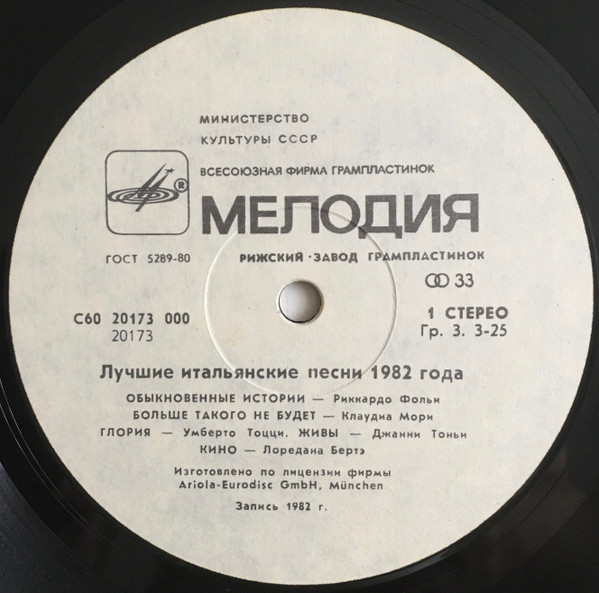 МИНИСТЕРСТВО
КУЛЬТУРЫ СССР
ВСЕСОЮЗНАЯ ФИРМА ГРАМПЛАСТИНОК
®
МЕЛОДИЯ
ГОСТ 5289-80 РИЖСКИЙ · ЗАВОД ГРАМПЛАСТИНОК
33
С60 20173 000 1 СТЕРЕО
20173 Гр. 3. 3-25
Лучшие итальянские песни 1982 года
ОБЫКНОВЕННЫЕ ИСТОРИИ — Риккардо Фольи
БОЛЬШЕ ТАКОГО НЕ БУДЕТ — Клаудиа Мори
ГЛОРИЯ — Умберто Тоцци. ЖИВЫ — Джанни Тоньи
КИНО — Лоредана Бертэ
Изготовлено по лицензии фирмы
Ariola-Eurodisc GmbH, München
Запись 1982 г.